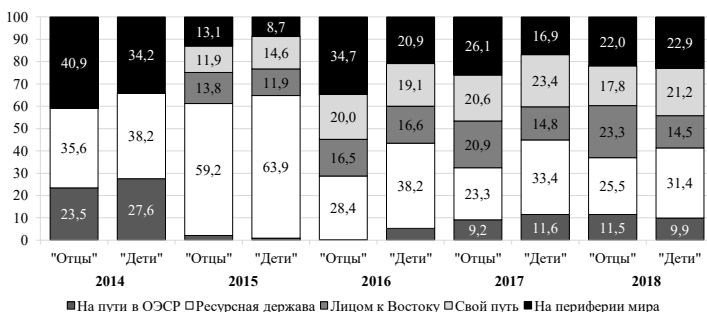 100
90
80
70
60
50
40
30
20
10
0
40,9 34,2 13,1 8,7 34,7 20,9 26,1 16,9 22,0 22,9
11,9 14,6 20,0 19,1 20,6 23,4 17,8 21,2
13,8 11,9 16,5 16,6 20,9 14,8 23,3 14,5
35,6 38,2 59,2 63,9 28,4 38,2 23,3 33,4 25,5 31,4
23,5 27,6 9,2 11,6 11,5 9,9
"Отцы" "Дети" "Отцы" "Дети" "Отцы" "Дети" "Отцы" "Дети" "Отцы" "Дети"
2014 2015 2016 2017 2018
На пути в ОЭСР Ресурсная держава Лицом к Востоку Свой путь На периферии мира